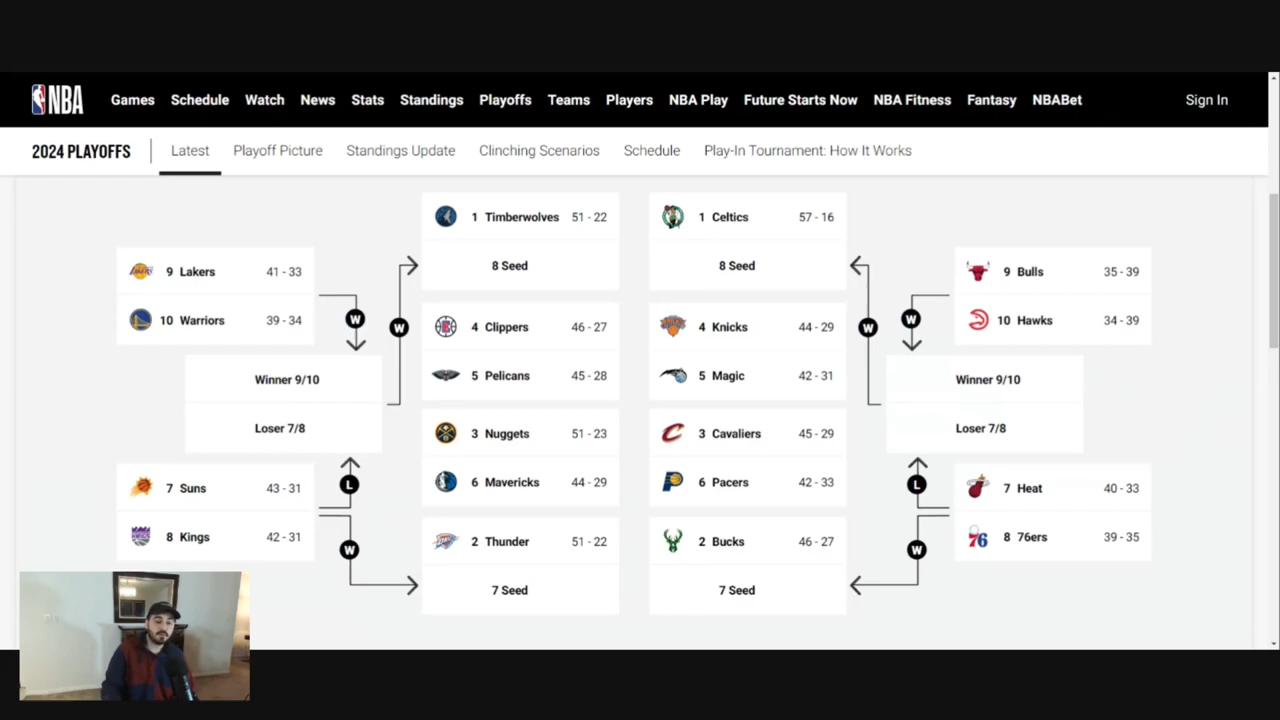 NBA Games Schedule Watch News Stats Standings Playoffs Teams Players NBA Play Future Starts Now NBA Fitness Fantasy NBABet Sign In
2024 PLAYOFFS Latest Playoff Picture Standings Update Clinching Scenarios Schedule Play-In Tournament: How It Works
9 Lakers 41 - 33
10 Warriors 39 - 34
W
Winner 9/10
Loser 7/8
W
L
7 Suns 43 - 31
8 Kings 42 - 31
W
1 Timberwolves 51 - 22
8 Seed
4 Clippers 46 - 27
5 Pelicans 45 - 28
3 Nuggets 51 - 23
6 Mavericks 44 - 29
2 Thunder 51 - 22
7 Seed
1 Celtics 57 - 16
8 Seed
4 Knicks 44 - 29
5 Magic 42 - 31
3 Cavaliers 45 - 29
6 Pacers 42 - 33
2 Bucks 46 - 27
7 Seed
9 Bulls 35 - 39
10 Hawks 34 - 39
W
W
Winner 9/10
Loser 7/8
L
7 Heat 40 - 33
8 76ers 39 - 35
W